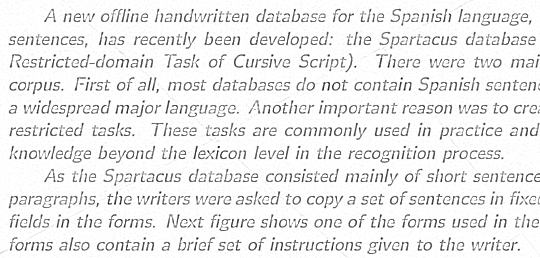 A new offline handwritten database for the Spanish language,
sentences, has recently been developed: the Spartacus database
Restricted-domain Task of Cursive Script). There were two mai
corpus. First of all, most databases do not contain Spanish senten
a widespread major language. Another important reason was to crea
restricted tasks. These tasks are commonly used in practice and
knowledge beyond the lexicon level in the recognition process.
As the Spartacus database consisted mainly of short sentence
paragraphs, the writers were asked to copy a set of sentences in fixe
fields in the forms. Next figure shows one of the forms used in the
forms also contain a brief set of instructions given to the writer.